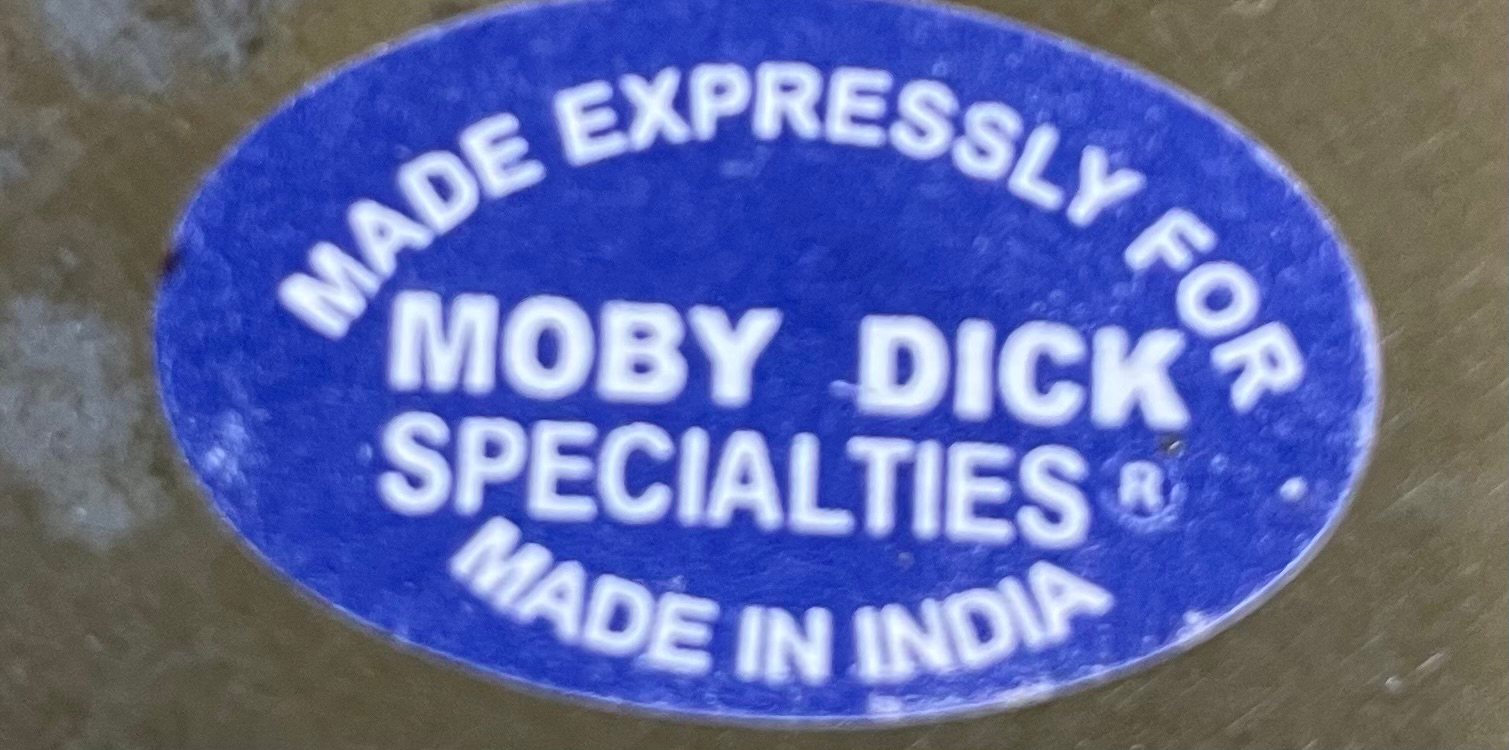 MADE EXPRESSLY FOR
MOBY DICK
SPECIALTIES ®
MADE IN INDIA